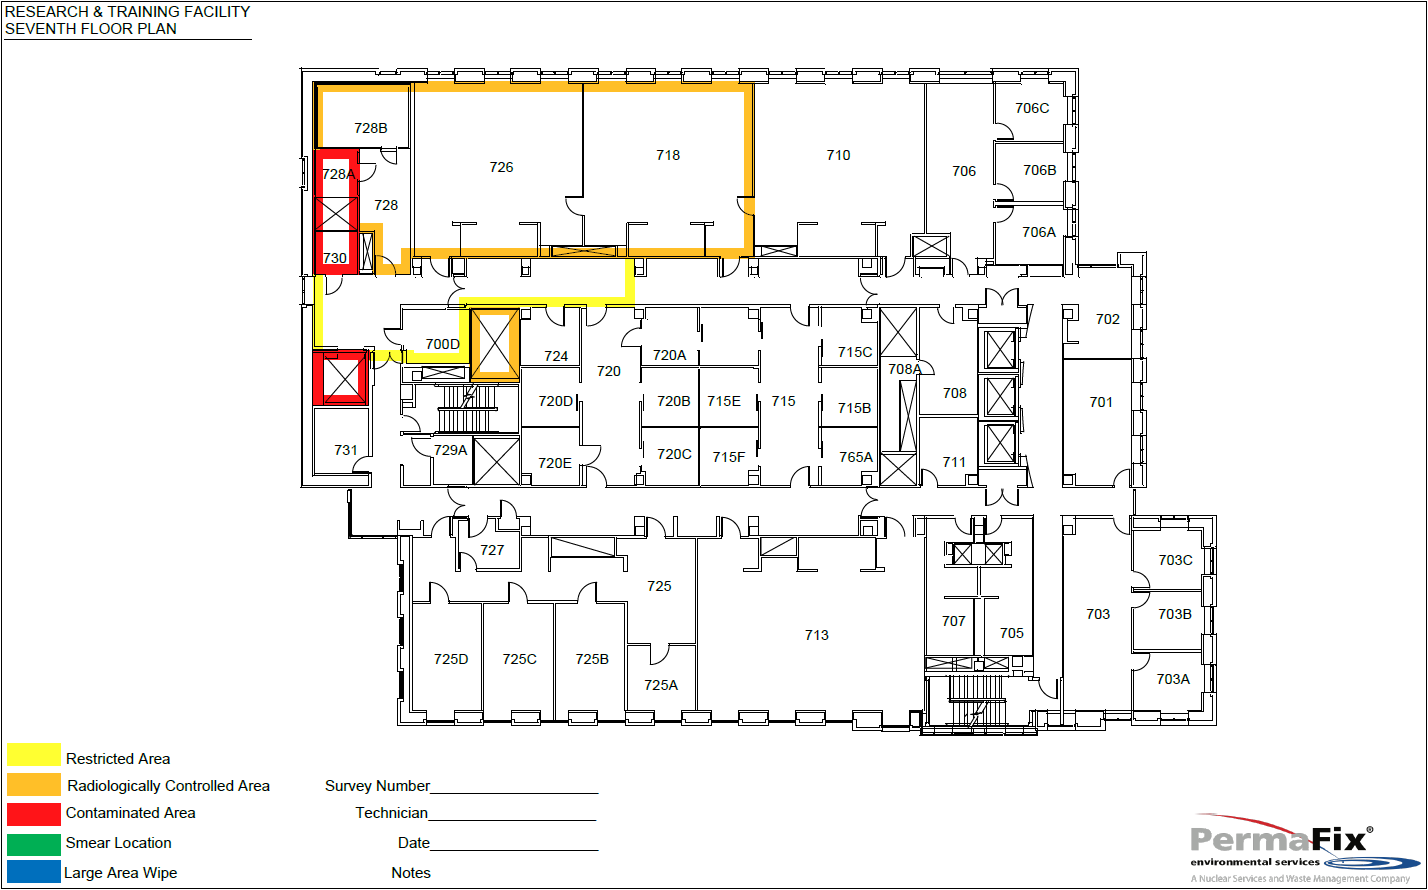 RESEARCH & TRAINING FACILITY
SEVENTH FLOOR PLAN
706C
728B
726
718
710
706
706B
728A
728
706A
730
702
700D
724
720A
715C
720
708A
708
701
720D
720B
715E
715
715B
731
729A
720E
720C
715F
765A
711
727
725
703C
707
705
703
703B
713
725D
725C
725B
725A
703A
Restricted Area
Radiologically Controlled Area
Survey Number
Contaminated Area
Technician
Smear Location
Date
Large Area Wipe
Notes
PermaFix®
environmental services
A Nuclear Services and Waste Management Company